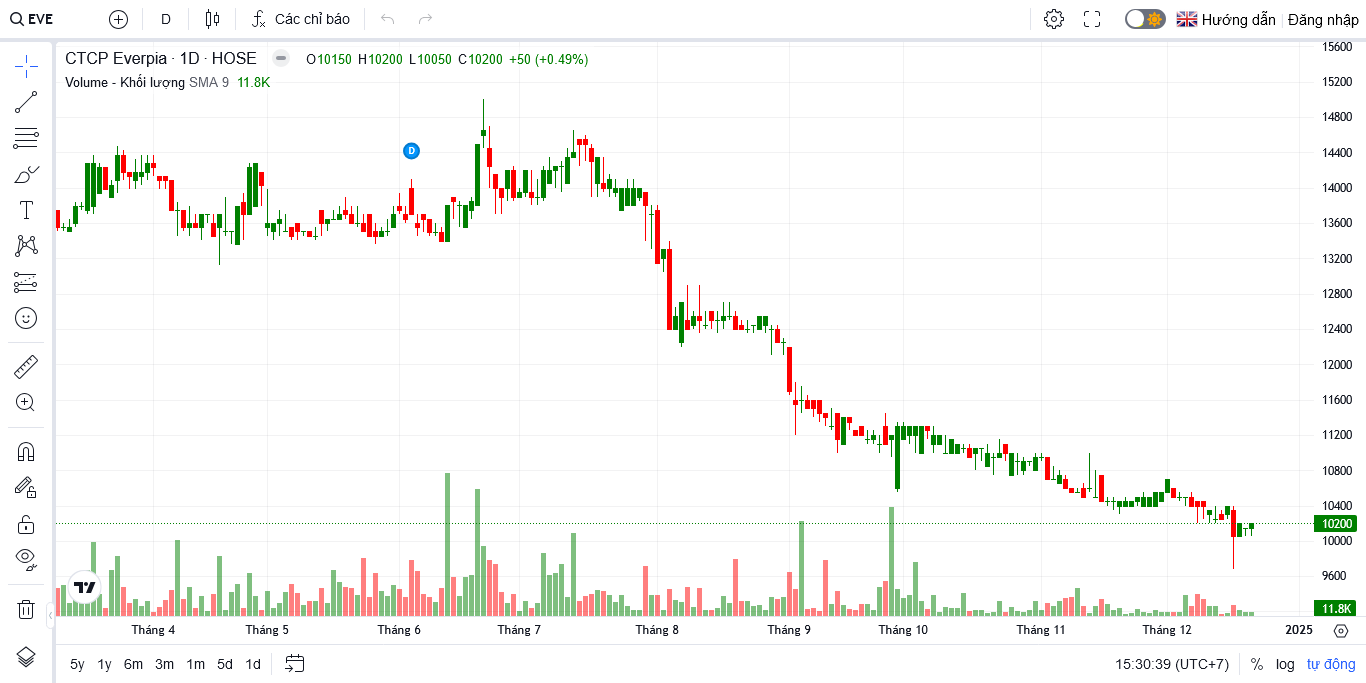 EVE D Các chỉ báo Hướng dẫn Đăng nhập
CTCP Everpia · 1D · HOSE O10150 H10200 L10050 C10200 +50 (+0.49%)
Volume - Khối lượng SMA 9 11.8K
D
15600
15200
14800
14400
14000
13600
13200
12800
12400
12000
11600
11200
10800
10400
10200
10000
9600
11.8K
Tháng 4 Tháng 5 Tháng 6 Tháng 7 Tháng 8 Tháng 9 Tháng 10 Tháng 11 Tháng 12 2025
5y 1y 6m 3m 1m 5d 1d 15:30:39 (UTC+7) % log tự động